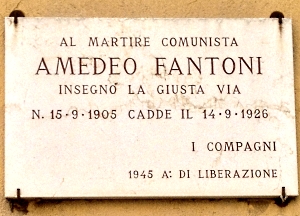 AL MARTIRE COMUNISTA
AMEDEO FANTONI
INSEGNO LA GIUSTA VIA
N. 15-9-1905 CADDE IL 14-9-1926
I COMPAGNI
1945 A: DI LIBERAZIONE